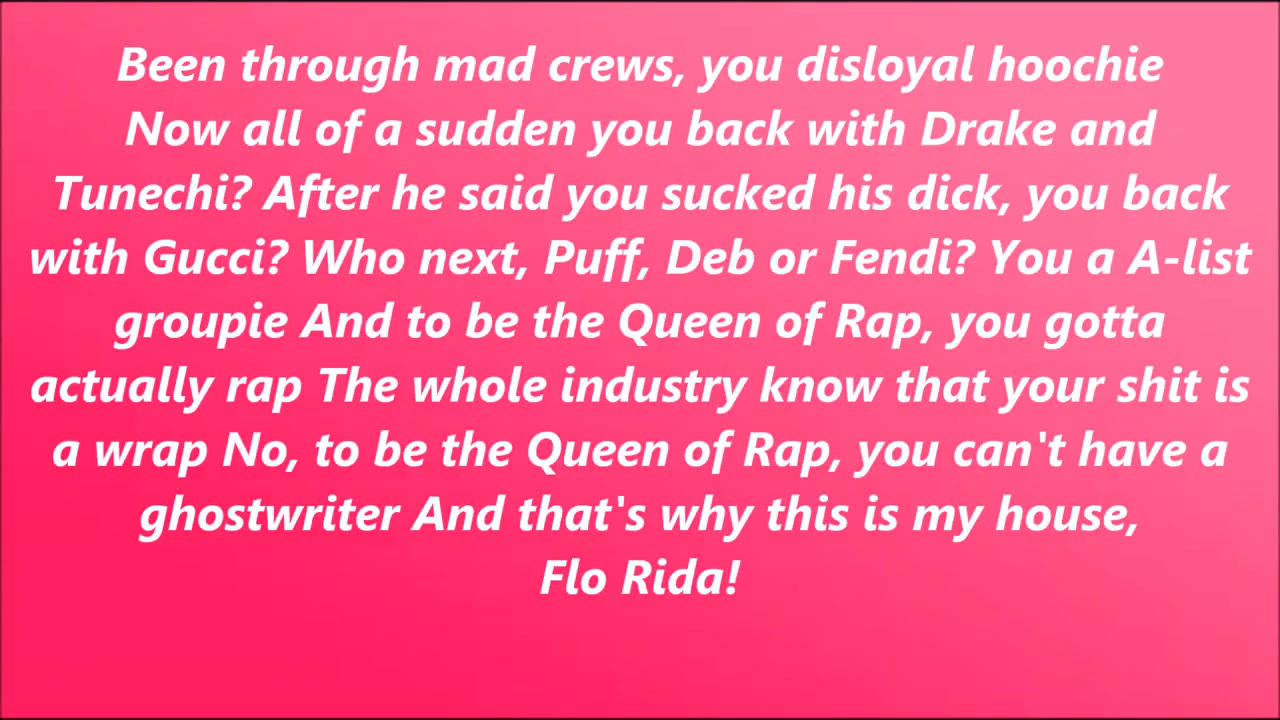 Been through mad crews, you disloyal hoochie
Now all of a sudden you back with Drake and
Tunechi? After he said you sucked his dick, you back
with Gucci? Who next, Puff, Deb or Fendi? You a A-list
groupie And to be the Queen of Rap, you gotta
actually rap The whole industry know that your shit is
a wrap No, to be the Queen of Rap, you can't have a
ghostwriter And that's why this is my house,
Flo Rida!